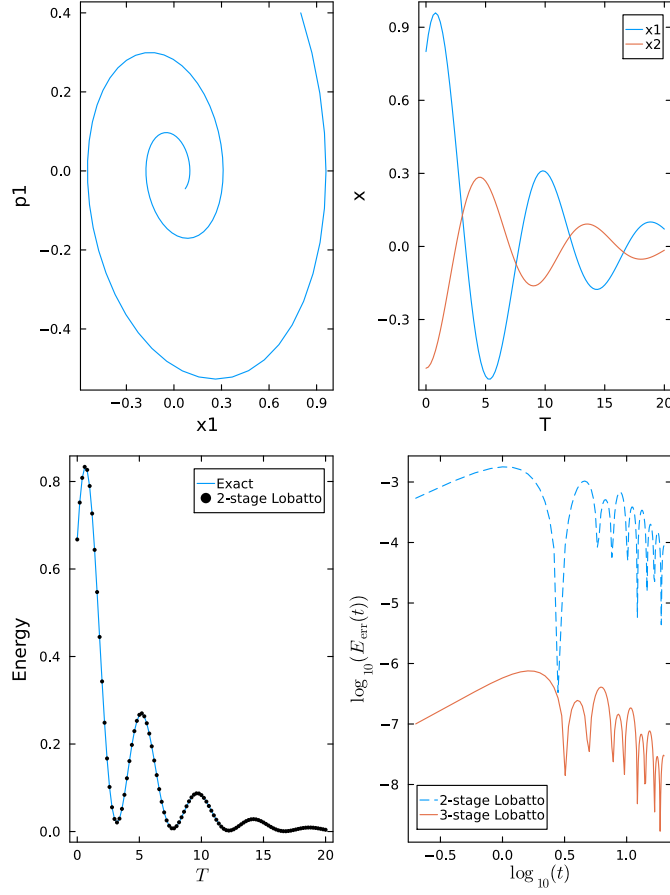 0.4
0.2
0.0
−0.2
−0.4
p1
−0.3
0.0
0.3
0.6
0.9
x1
x1
x2
0.9
0.6
0.3
0.0
−0.3
x
0
5
10
15
20
T
Exact
2-stage Lobatto
0.8
0.6
0.4
0.2
0.0
Energy
0
5
10
15
20
T
−3
−4
−5
−6
−7
−8
log₁₀(E_err(t))
2-stage Lobatto
3-stage Lobatto
−0.5
0.0
0.5
1.0
log₁₀(t)